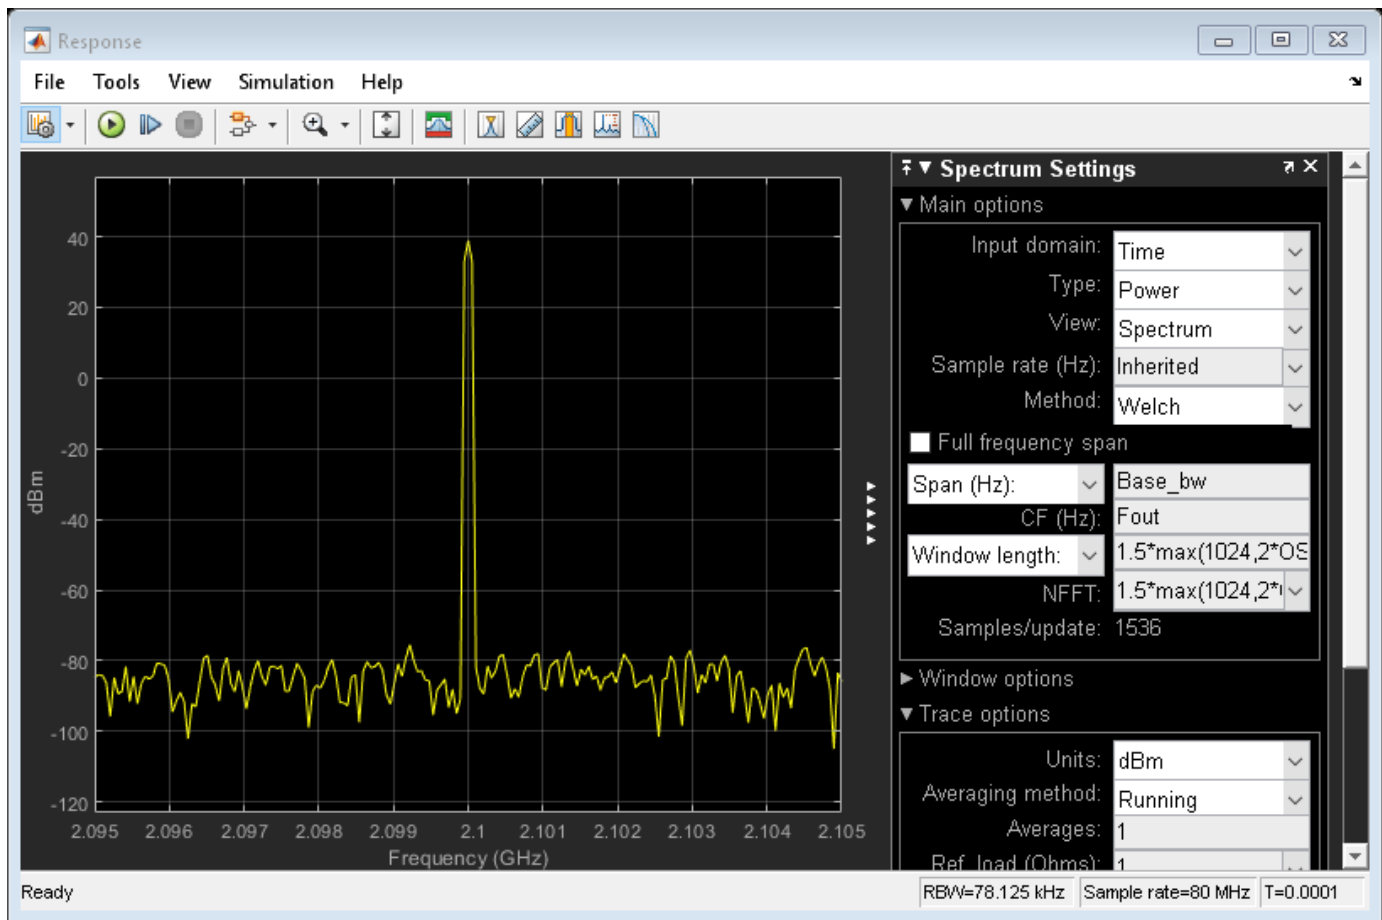 Response
File Tools View Simulation Help
Spectrum Settings
Main options
Input domain: Time
Type: Power
View: Spectrum
Sample rate (Hz): Inherited
Method: Welch
Full frequency span
Span (Hz): Base_bw
CF (Hz): Fout
Window length: 1.5*max(1024,2*OS
NFFT: 1.5*max(1024,2*
Samples/update: 1536
Window options
Trace options
Units: dBm
Averaging method: Running
Averages: 1
Ref. load (Ohms): 1
40
20
0
-20
-40
-60
-80
-100
-120
dBm
2.095 2.096 2.097 2.098 2.099 2.1 2.101 2.102 2.103 2.104 2.105
Frequency (GHz)
Ready RBW=78.125 kHz Sample rate=80 MHz T=0.0001